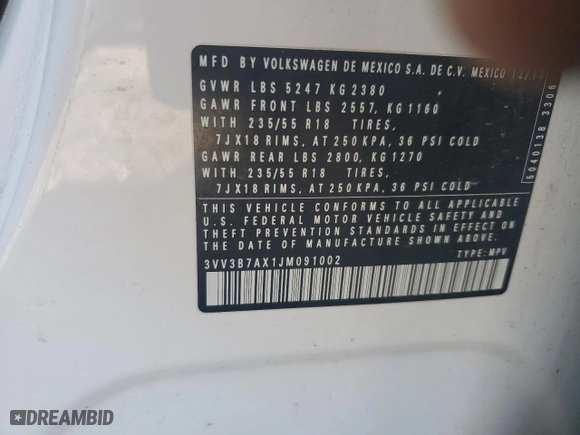 MFD BY VOLKSWAGEN DE MEXICO S.A. DE C.V. MEXICO 12/17
GVWR LBS 5247 KG 2380
GAWR FRONT LBS 2557, KG 1160
WITH 235/55 R18 TIRES,
7JX18 RIMS, AT 250 KPA, 36 PSI COLD
GAWR REAR LBS 2800, KG 1270
WITH 235/55 R18 TIRES,
7JX18 RIMS, AT 250 KPA, 36 PSI COLD
THIS VEHICLE CONFORMS TO ALL APPLICABLE
U.S. FEDERAL MOTOR VEHICLE SAFETY AND
THEFT PREVENTION STANDARDS IN EFFECT ON
THE DATE OF MANUFACTURE SHOWN ABOVE
3VV3B7AX1JM091002
TYPE: MPV
5040138 3306
DREAMBID